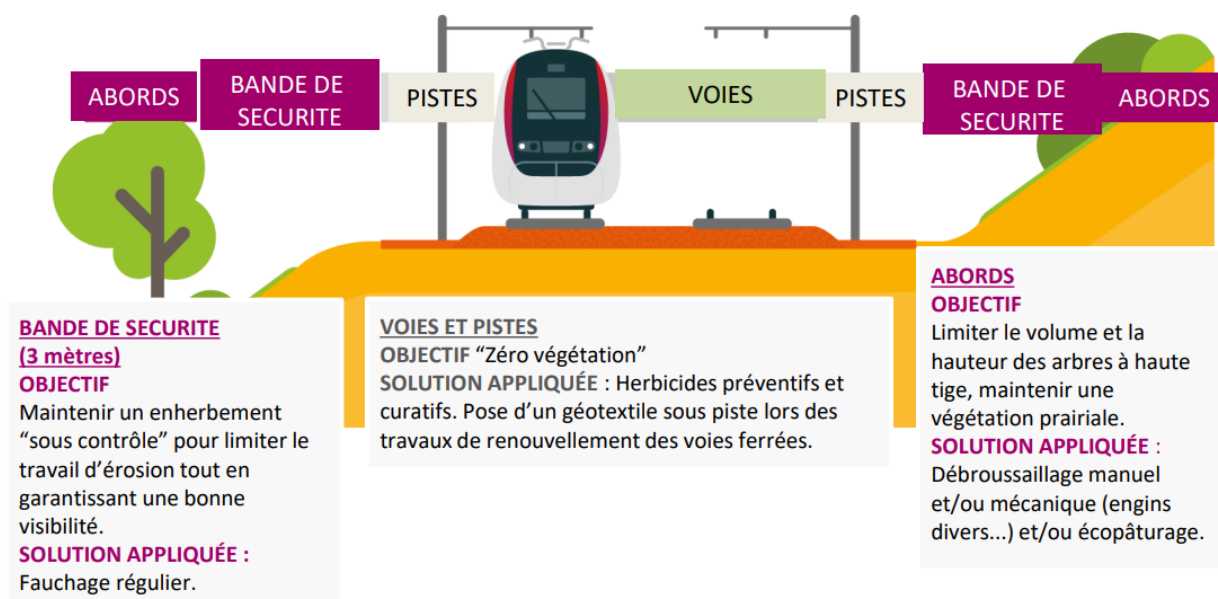 ABORDS
BANDE DE
SECURITE
PISTES
VOIES
PISTES
BANDE DE
SECURITE
ABORDS
BANDE DE SECURITE
(3 mètres)
OBJECTIF
Maintenir un enherbement
“sous contrôle” pour limiter le
travail d’érosion tout en
garantissant une bonne
visibilité.
SOLUTION APPLIQUÉE :
Fauchage régulier.
VOIES ET PISTES
OBJECTIF “Zéro végétation”
SOLUTION APPLIQUÉE : Herbicides préventifs et
curatifs. Pose d’un géotextile sous piste lors des
travaux de renouvellement des voies ferrées.
ABORDS
OBJECTIF
Limiter le volume et la
hauteur des arbres à haute
tige, maintenir une
végétation prairiale.
SOLUTION APPLIQUÉE :
Débroussaillage manuel
et/ou mécanique (engins
divers...) et/ou écopâturage.